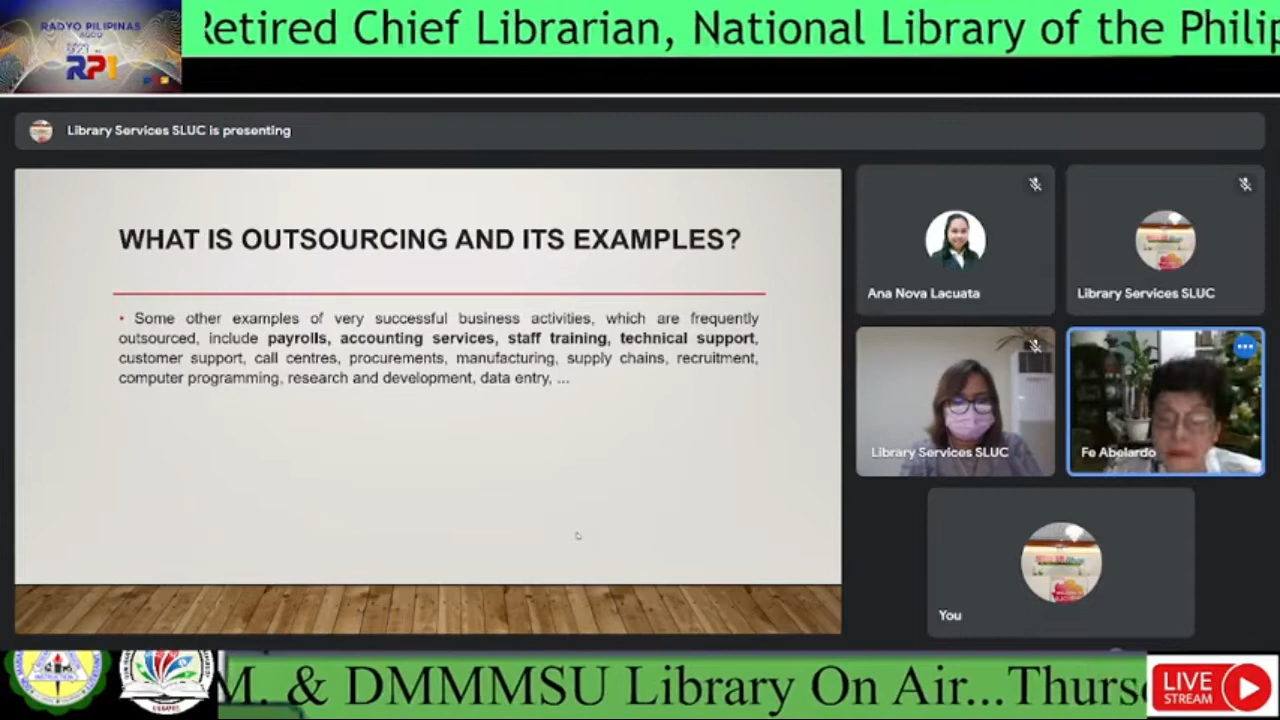 RADYO PILIPINAS
AGOO
RP1
Retired Chief Librarian, National Library of the Philip
Library Services SLUC is presenting
WHAT IS OUTSOURCING AND ITS EXAMPLES?
• Some other examples of very successful business activities, which are frequently
outsourced, include payrolls, accounting services, staff training, technical support,
customer support, call centres, procurements, manufacturing, supply chains, recruitment,
computer programming, research and development, data entry, ...
Ana Nova Lacuata
Library Services SLUC
Library Services SLUC
Fe Abelardo
You
M. & DMMMSU Library On Air...Thurs
LIVE
STREAM